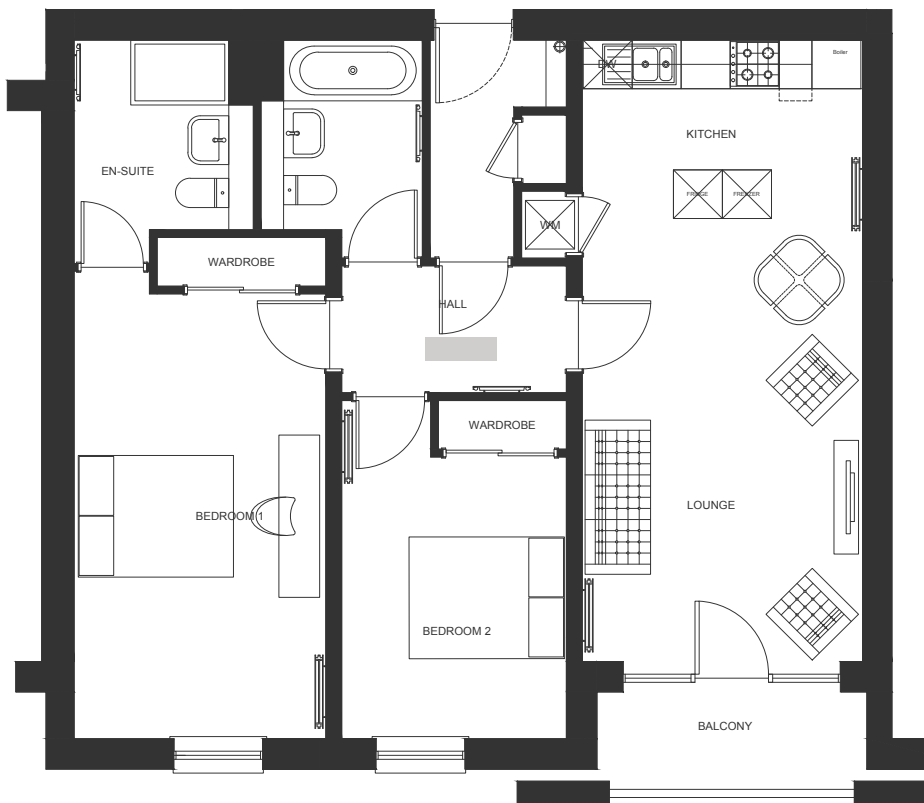 Boiler
DW
KITCHEN
EN-SUITE
FRIDGE
FREEZER
WM
WARDROBE
HALL
WARDROBE
LOUNGE
BEDROOM 1
BEDROOM 2
BALCONY